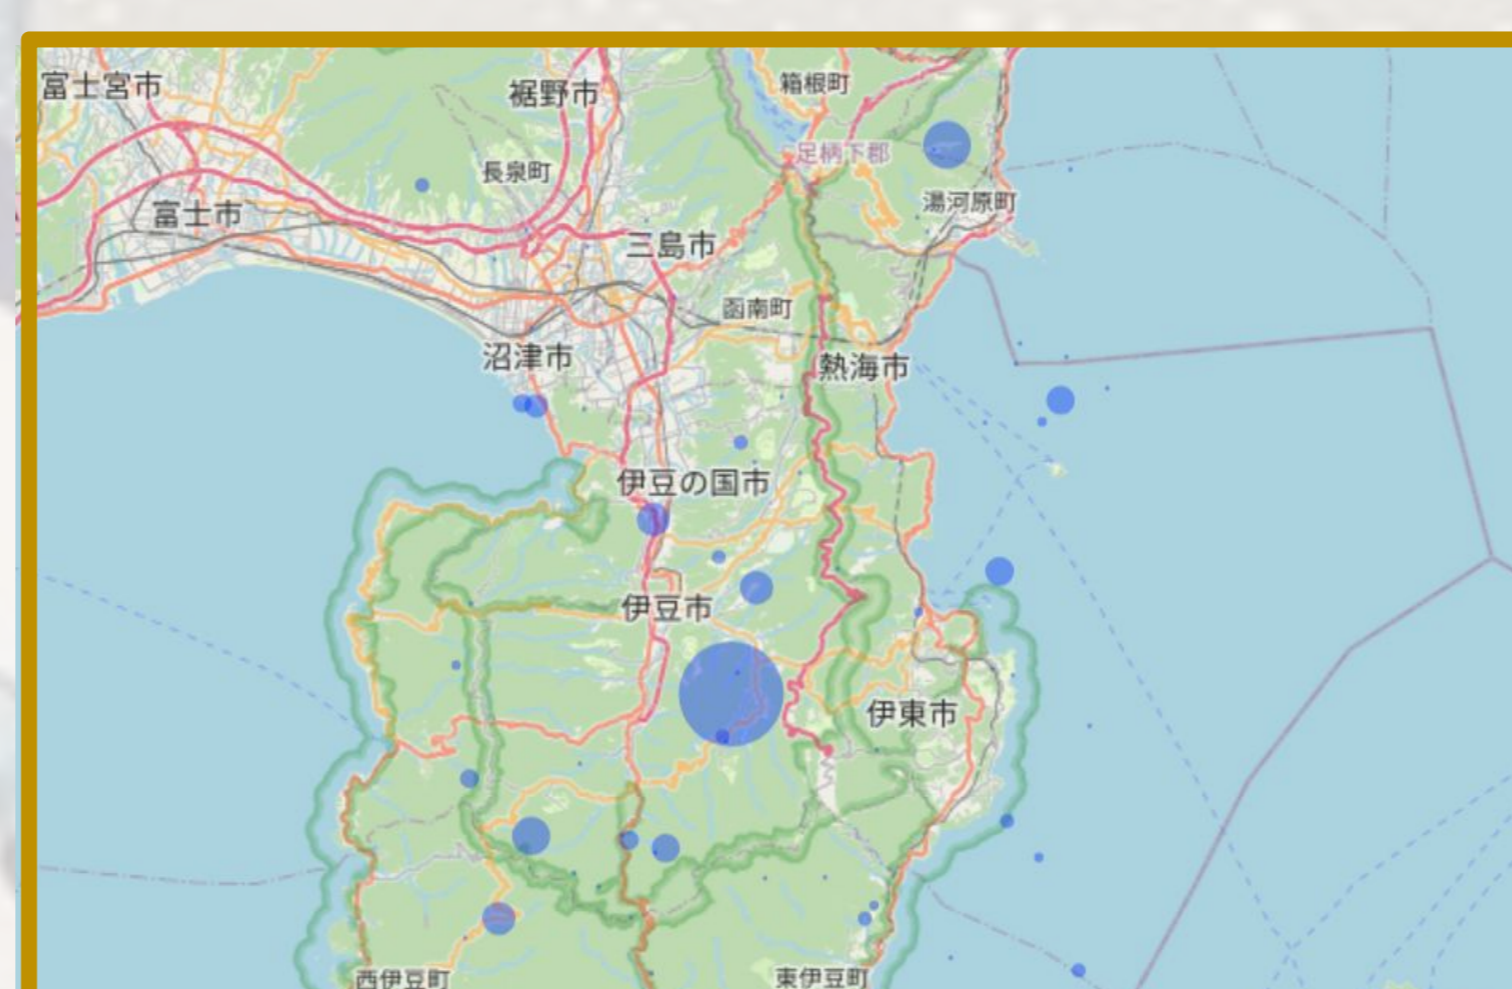 富士宮市
裾野市
箱根町
足柄下郡
長泉町
湯河原町
富士市
三島市
函南町
沼津市
熱海市
伊豆の国市
伊豆市
伊東市
西伊豆町
東伊豆町